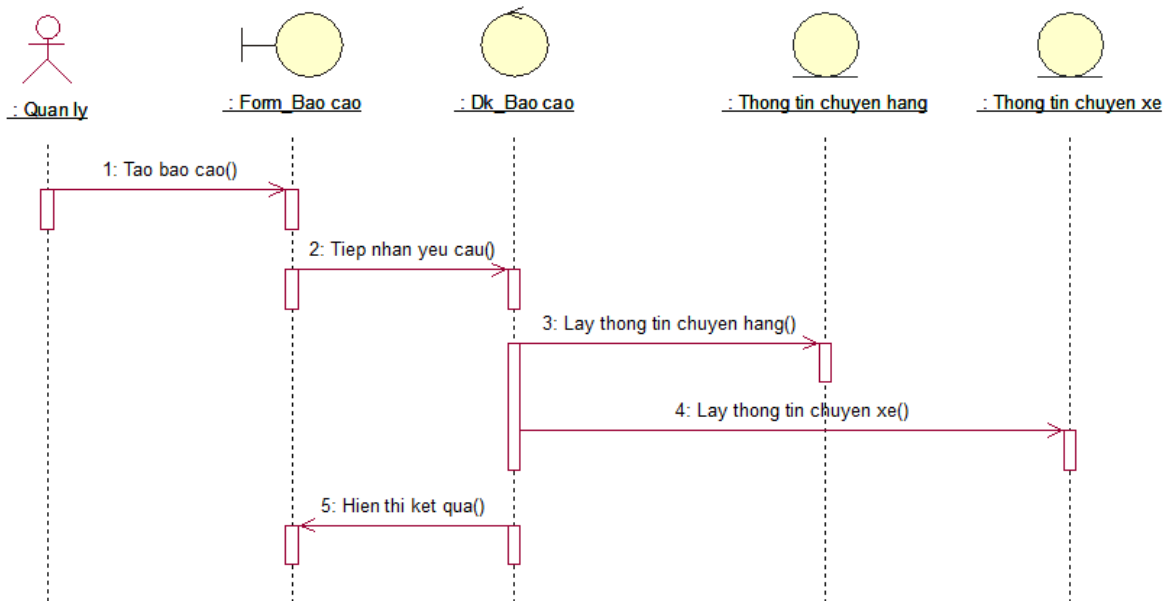 : Quan ly
: Form_Bao cao
: Dk_Bao cao
: Thong tin chuyen hang
: Thong tin chuyen xe
1: Tao bao cao()
2: Tiep nhan yeu cau()
3: Lay thong tin chuyen hang()
4: Lay thong tin chuyen xe()
5: Hien thi ket qua()